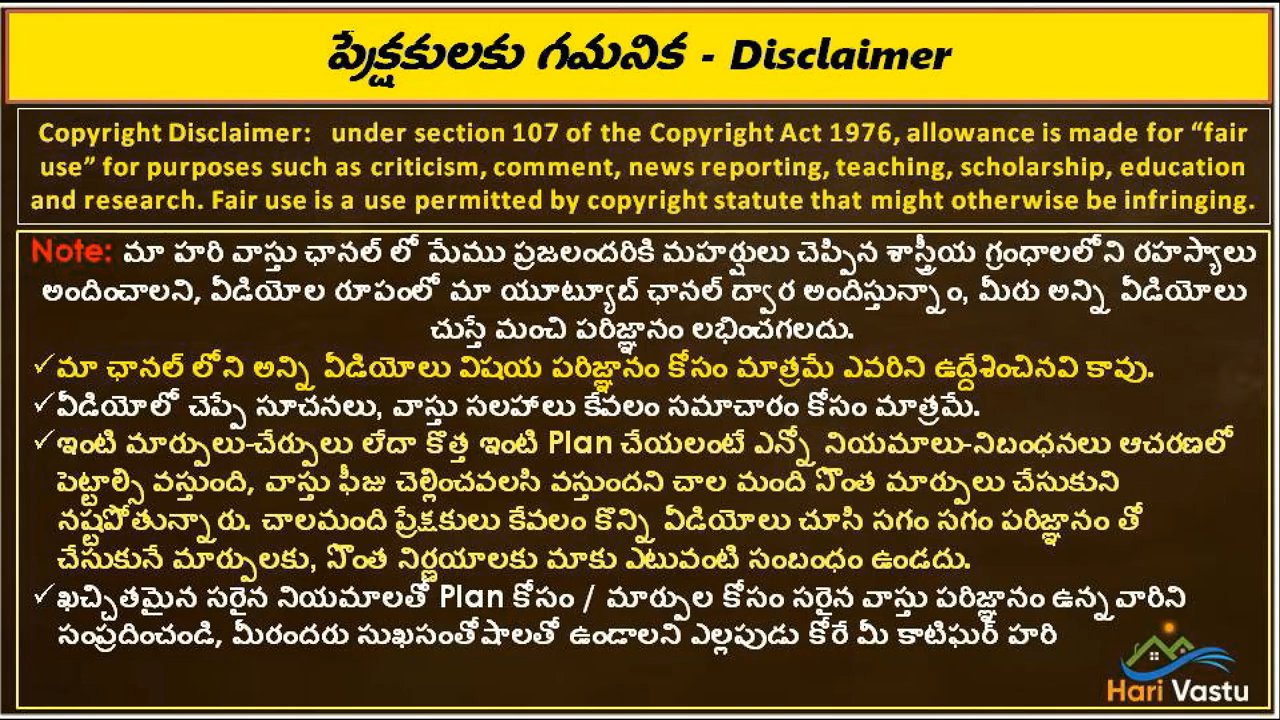 ప్రేక్షకులకు గమనిక - Disclaimer
Copyright Disclaimer: under section 107 of the Copyright Act 1976, allowance is made for “fair
use” for purposes such as criticism, comment, news reporting, teaching, scholarship, education
and research. Fair use is a use permitted by copyright statute that might otherwise be infringing.
Note: మా హరి వాస్తు ఛానల్ లో మేము ప్రజలందరికి మహర్షులు చెప్పిన శాస్త్రీయ గ్రంధాలలోని రహస్యాలు
అందించాలని, వీడియోల రూపంలో మా యూట్యూబ్ ఛానల్ ద్వార అందిస్తున్నాం, మీరు అన్ని వీడియోలు
చుస్తే మంచి పరిజ్ఞానం లభించగలదు.
✓మా ఛానల్ లోని అన్ని వీడియోలు విషయ పరిజ్ఞానం కోసం మాత్రమే ఎవరిని ఉద్దేశించినవి కావు.
✓వీడియోలో చెప్పే సూచనలు, వాస్తు సలహాలు కేవలం సమాచారం కోసం మాత్రమే.
✓ఇంటి మార్పులు-చేర్పులు లేదా కొత్త ఇంటి Plan చేయలంటే ఎన్నో నియమాలు-నిబంధనలు ఆచరణలో
పెట్టాల్సి వస్తుంది, వాస్తు ఫీజు చెల్లించవలసి వస్తుందని చాల మంది సొంత మార్పులు చేసుకుని
నష్టపోతున్నారు. చాలమంది ప్రేక్షకులు కేవలం కొన్ని వీడియోలు చూసి సగం సగం పరిజ్ఞానం తో
చేసుకునే మార్పులకు, సొంత నిర్ణయాలకు మాకు ఎటువంటి సంబంధం ఉండదు.
✓ఖచ్చితమైన సరైన నియమాలతో Plan కోసం / మార్పుల కోసం సరైన వాస్తు పరిజ్ఞానం ఉన్నవారిని
సంప్రదించండి, మీరందరు సుఖసంతోషాలతో ఉండాలని ఎల్లపుడు కోరే మీ కాటిఘర్ హరి
Hari Vastu